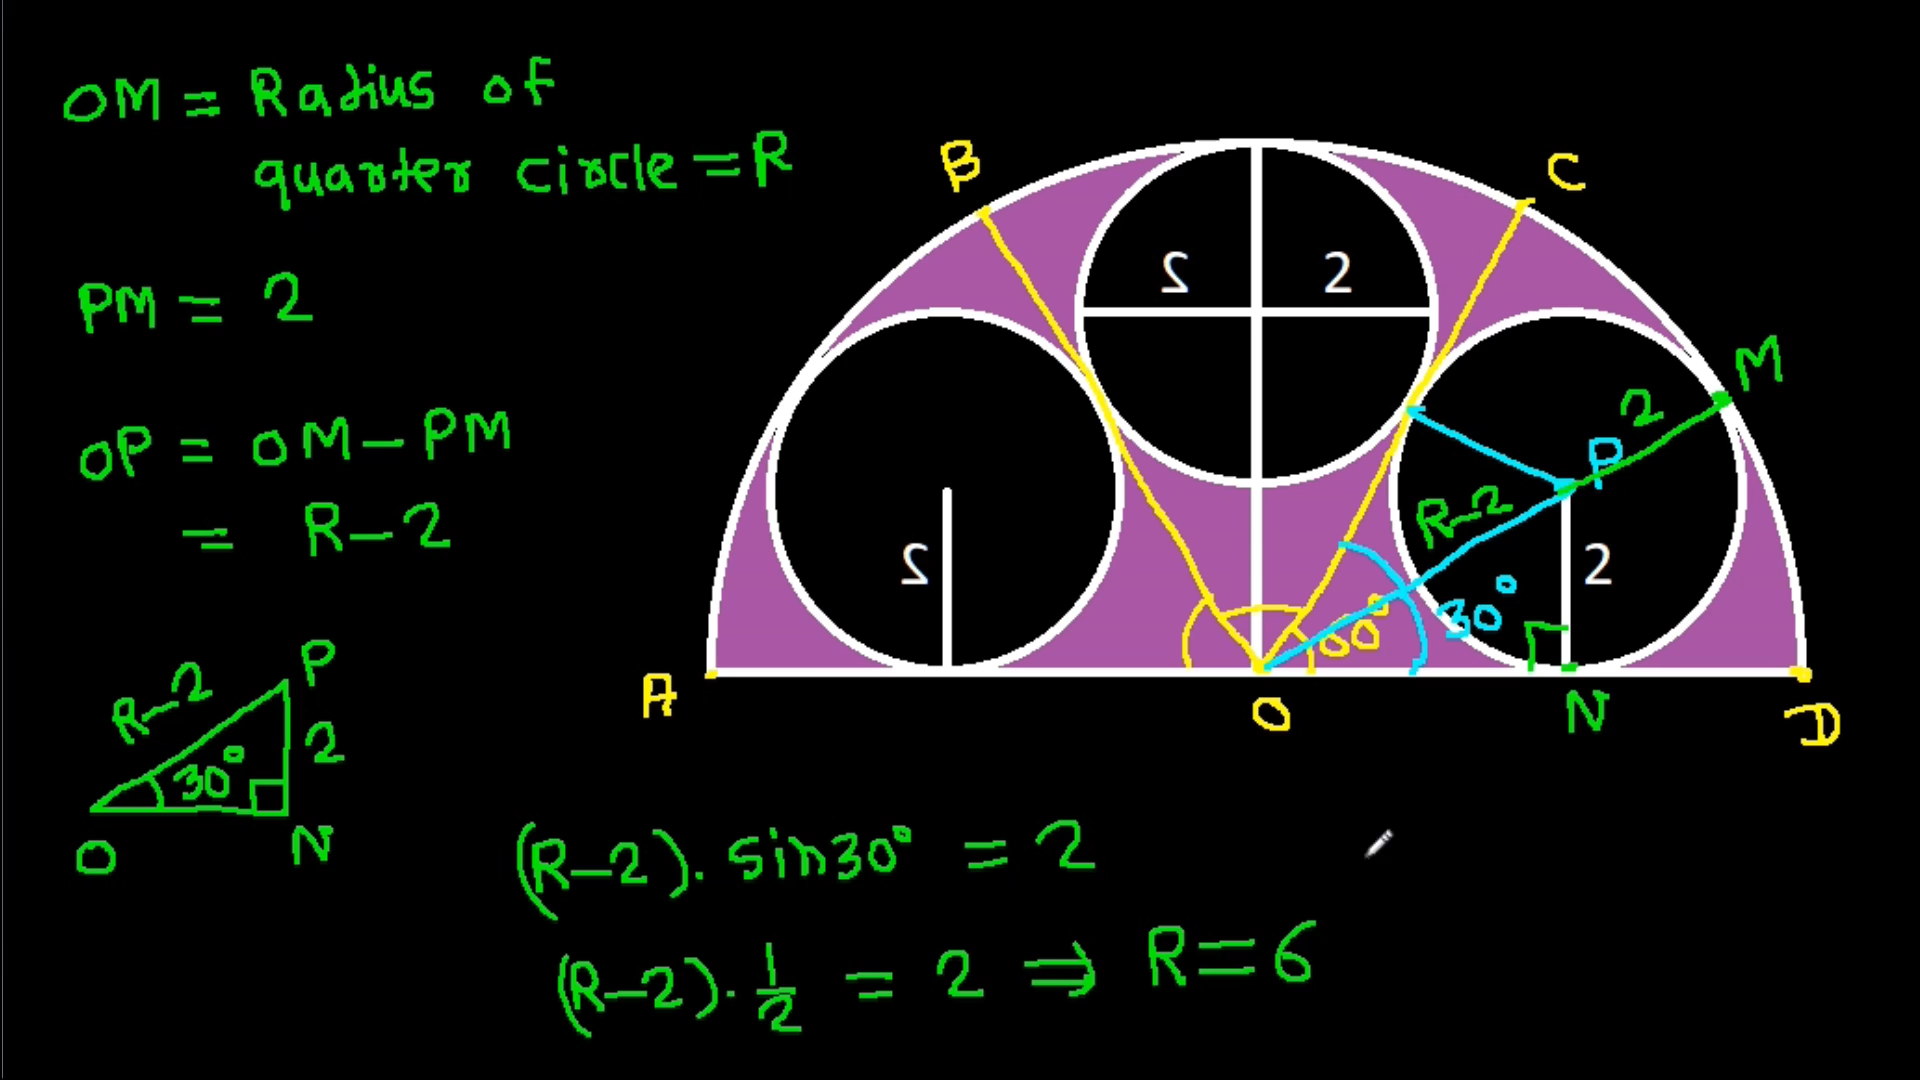 OM = Radius of
quarter circle = R
PM = 2
OP = OM - PM
= R - 2
R-2
P
2
30°
O
N
B
C
2
2
M
2
P
R-2
2
2
60°
30°
A
O
N
D
(R-2). sin30° = 2
(R-2). 1/2 = 2 ⇒ R = 6